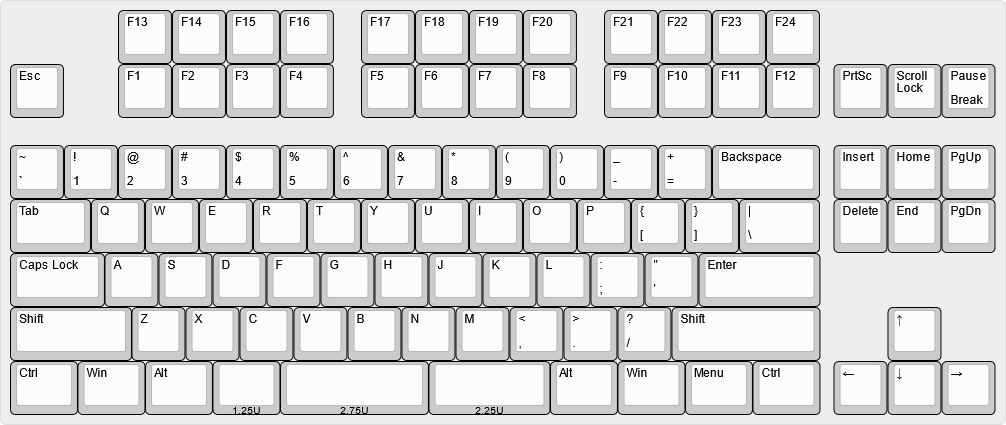 F13 F14 F15 F16 F17 F18 F19 F20 F21 F22 F23 F24
Esc F1 F2 F3 F4 F5 F6 F7 F8 F9 F10 F11 F12 PrtSc Scroll Pause
Lock
Break
~ ! @ # $ % ^ & * ( ) _ + Backspace Insert Home PgUp
` 1 2 3 4 5 6 7 8 9 0 - =
Tab Q W E R T Y U I O P { } | Delete End PgDn
[ ] \
Caps Lock A S D F G H J K L : " Enter
; '
Shift Z X C V B N M < > ? Shift ↑
, . /
Ctrl Win Alt Alt Win Menu Ctrl ← ↓ →
1.25U 2.75U 2.25U